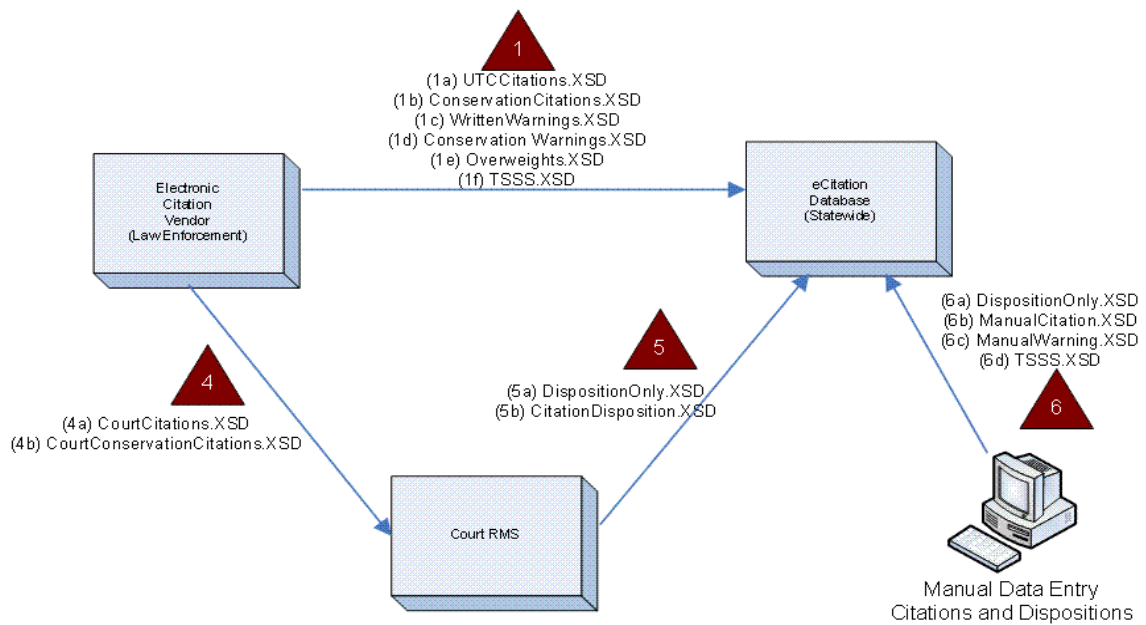 1
(1a) UTCCitations.XSD
(1b) ConservationCitations.XSD
(1c) WrittenWarnings.XSD
(1d) Conservation Warnings.XSD
(1e) Overweights.XSD
(1f) TSSS.XSD
Electronic
Citation
Vendor
(Law Enforcement)
eCitation
Database
(Statewide)
(6a) DispositionOnly.XSD
(6b) ManualCitation.XSD
(6c) ManualWarning.XSD
(6d) TSSS.XSD
6
5
(5a) DispositionOnly.XSD
(5b) CitationDisposition.XSD
4
(4a) CourtCitations.XSD
(4b) CourtConservationCitations.XSD
Court RMS
Manual Data Entry
Citations and Dispositions